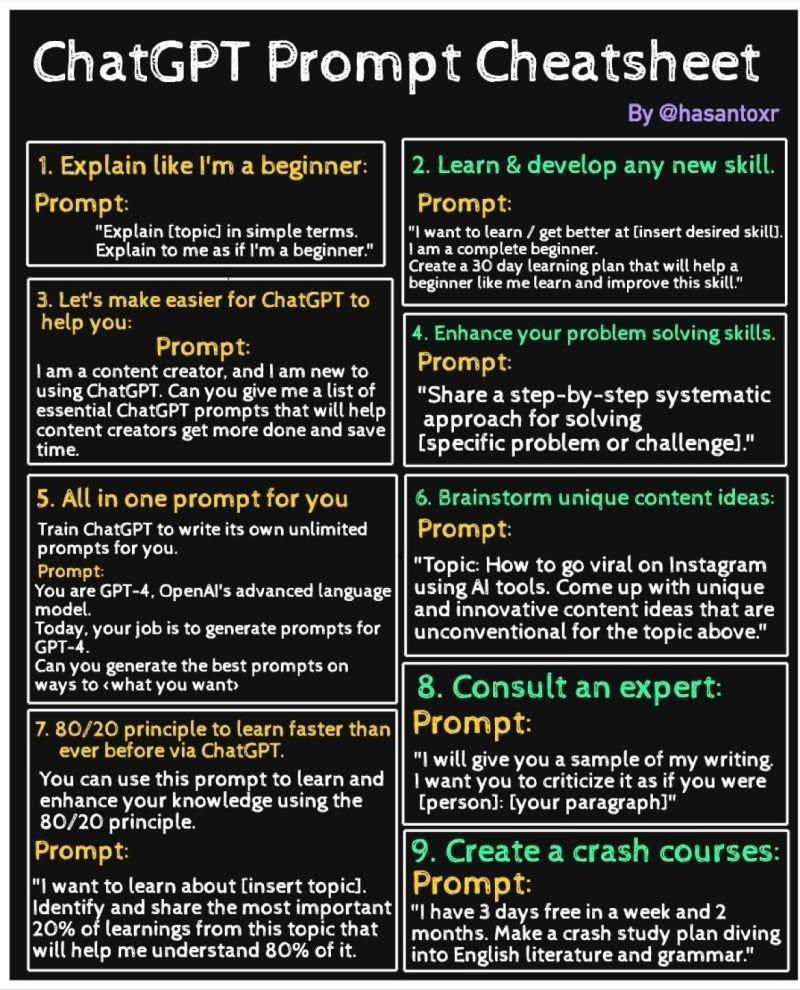 ChatGPT Prompt Cheatsheet
By @hasantoxr
1. Explain like I'm a beginner:
Prompt:
"Explain [topic] in simple terms.
Explain to me as if I'm a beginner."
2. Learn & develop any new skill.
Prompt:
"I want to learn / get better at [insert desired skill].
I am a complete beginner.
Create a 30 day learning plan that will help a
beginner like me learn and improve this skill."
3. Let's make easier for ChatGPT to
help you:
Prompt:
I am a content creator, and I am new to
using ChatGPT. Can you give me a list of
essential ChatGPT prompts that will help
content creators get more done and save
time.
4. Enhance your problem solving skills.
Prompt:
"Share a step-by-step systematic
approach for solving
[specific problem or challenge]."
5. All in one prompt for you
Train ChatGPT to write its own unlimited
prompts for you.
Prompt:
You are GPT-4, OpenAI's advanced language
model.
Today, your job is to generate prompts for
GPT-4.
Can you generate the best prompts on
ways to <what you want>
6. Brainstorm unique content ideas:
Prompt:
"Topic: How to go viral on Instagram
using AI tools. Come up with unique
and innovative content ideas that are
unconventional for the topic above."
7. 80/20 principle to learn faster than
ever before via ChatGPT.
You can use this prompt to learn and
enhance your knowledge using the
80/20 principle.
Prompt:
"I want to learn about [insert topic].
Identify and share the most important
20% of learnings from this topic that
will help me understand 80% of it.
8. Consult an expert:
Prompt:
"I will give you a sample of my writing.
I want you to criticize it as if you were
[person]: [your paragraph]"
9. Create a crash courses:
Prompt:
"I have 3 days free in a week and 2
months. Make a crash study plan diving
into English literature and grammar."